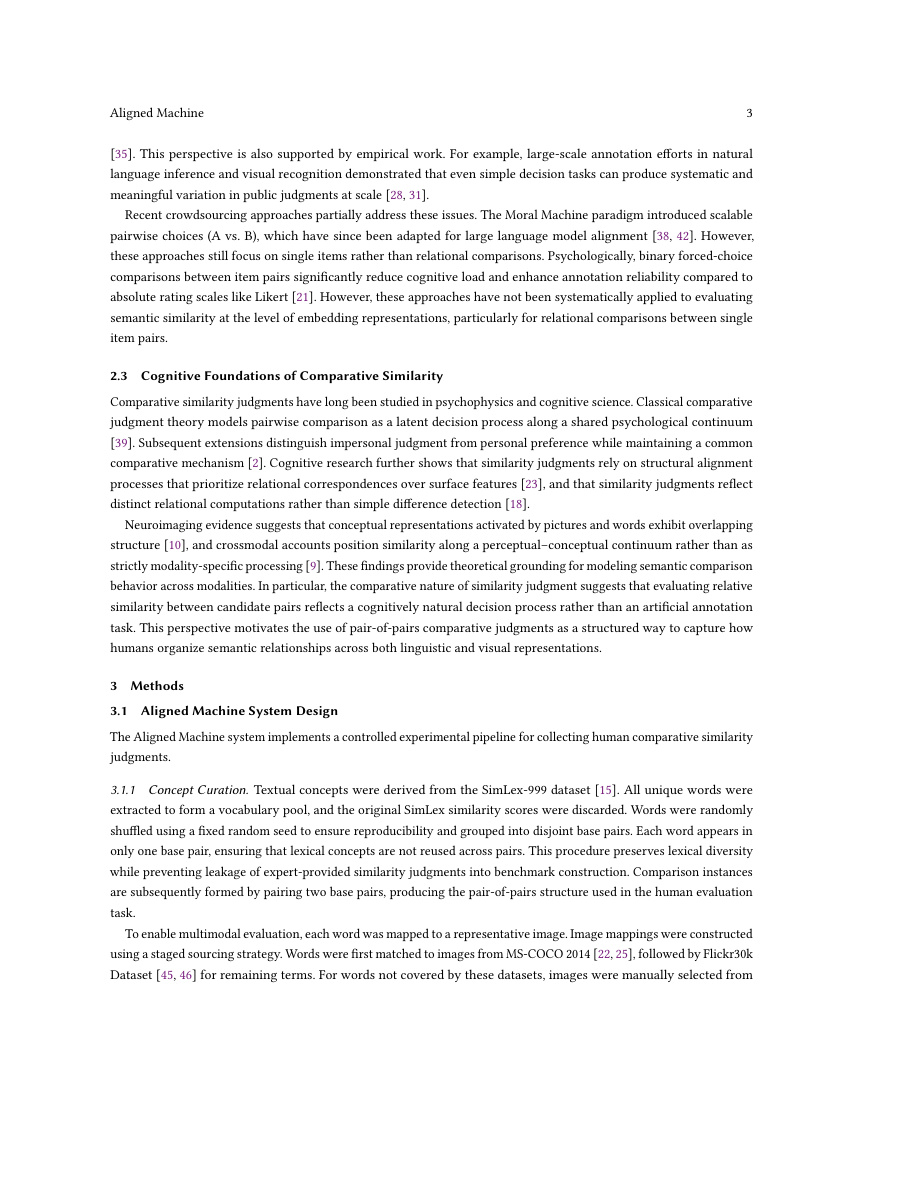 Aligned Machine 3
[35]. This perspective is also supported by empirical work. For example, large-scale annotation efforts in natural
language inference and visual recognition demonstrated that even simple decision tasks can produce systematic and
meaningful variation in public judgments at scale [28, 31].
Recent crowdsourcing approaches partially address these issues. The Moral Machine paradigm introduced scalable
pairwise choices (A vs. B), which have since been adapted for large language model alignment [38, 42]. However,
these approaches still focus on single items rather than relational comparisons. Psychologically, binary forced-choice
comparisons between item pairs significantly reduce cognitive load and enhance annotation reliability compared to
absolute rating scales like Likert [21]. However, these approaches have not been systematically applied to evaluating
semantic similarity at the level of embedding representations, particularly for relational comparisons between single
item pairs.
2.3 Cognitive Foundations of Comparative Similarity
Comparative similarity judgments have long been studied in psychophysics and cognitive science. Classical comparative
judgment theory models pairwise comparison as a latent decision process along a shared psychological continuum
[39]. Subsequent extensions distinguish impersonal judgment from personal preference while maintaining a common
comparative mechanism [2]. Cognitive research further shows that similarity judgments rely on structural alignment
processes that prioritize relational correspondences over surface features [23], and that similarity judgments reflect
distinct relational computations rather than simple difference detection [18].
Neuroimaging evidence suggests that conceptual representations activated by pictures and words exhibit overlapping
structure [10], and crossmodal accounts position similarity along a perceptual–conceptual continuum rather than as
strictly modality-specific processing [9]. These findings provide theoretical grounding for modeling semantic comparison
behavior across modalities. In particular, the comparative nature of similarity judgment suggests that evaluating relative
similarity between candidate pairs reflects a cognitively natural decision process rather than an artificial annotation
task. This perspective motivates the use of pair-of-pairs comparative judgments as a structured way to capture how
humans organize semantic relationships across both linguistic and visual representations.
3 Methods
3.1 Aligned Machine System Design
The Aligned Machine system implements a controlled experimental pipeline for collecting human comparative similarity
judgments.
3.1.1 Concept Curation. Textual concepts were derived from the SimLex-999 dataset [15]. All unique words were
extracted to form a vocabulary pool, and the original SimLex similarity scores were discarded. Words were randomly
shuffled using a fixed random seed to ensure reproducibility and grouped into disjoint base pairs. Each word appears in
only one base pair, ensuring that lexical concepts are not reused across pairs. This procedure preserves lexical diversity
while preventing leakage of expert-provided similarity judgments into benchmark construction. Comparison instances
are subsequently formed by pairing two base pairs, producing the pair-of-pairs structure used in the human evaluation
task.
To enable multimodal evaluation, each word was mapped to a representative image. Image mappings were constructed
using a staged sourcing strategy. Words were first matched to images from MS-COCO 2014 [22, 25], followed by Flickr30k
Dataset [45, 46] for remaining terms. For words not covered by these datasets, images were manually selected from